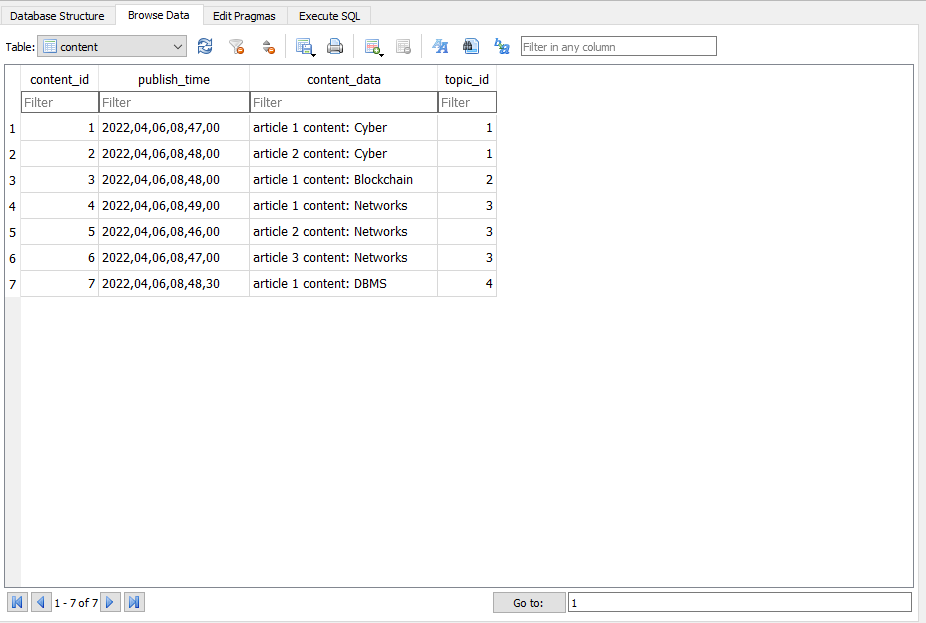 Database Structure Browse Data Edit Pragmas Execute SQL
Table: content Filter in any column
content_id publish_time content_data topic_id
Filter Filter Filter Filter
1 1 2022,04,06,08,47,00 article 1 content: Cyber 1
2 2 2022,04,06,08,48,00 article 2 content: Cyber 1
3 3 2022,04,06,08,48,00 article 1 content: Blockchain 2
4 4 2022,04,06,08,49,00 article 1 content: Networks 3
5 5 2022,04,06,08,46,00 article 2 content: Networks 3
6 6 2022,04,06,08,47,00 article 3 content: Networks 3
7 7 2022,04,06,08,48,30 article 1 content: DBMS 4
1 - 7 of 7 Go to: 1